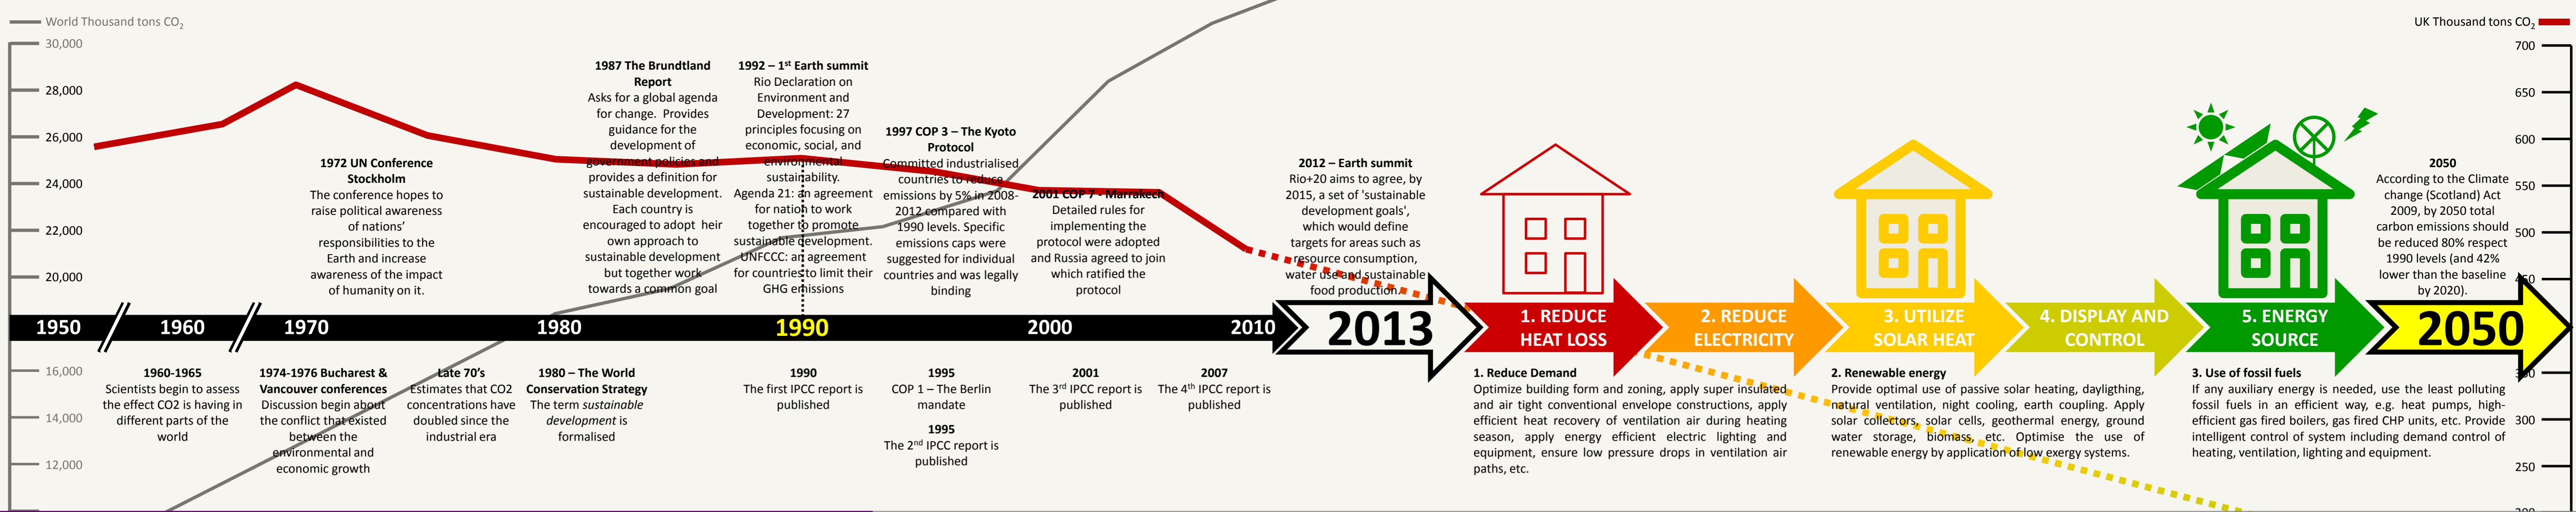 World Thousand tons CO2
30,000
28,000
26,000
24,000
22,000
20,000
16,000
14,000
12,000
UK Thousand tons CO2
700
650
600
550
500
450
300
250
1972 UN Conference
Stockholm
The conference hopes to
raise political awareness
of nations'
responsibilities to the
Earth and increase
awareness of the impact
of humanity on it.
1987 The Brundtland
Report
Asks for a global agenda
for change. Provides
guidance for the
development of
government policies and
provides a definition for
sustainable development.
Each country is
encouraged to adopt heir
own approach to
sustainable development
but together work
towards a common goal
1992 – 1st Earth summit
Rio Declaration on
Environment and
Development: 27
principles focusing on
economic, social, and
environmental
sustainability.
Agenda 21: an agreement
for nation to work
together to promote
sustainable development.
UNFCCC: an agreement
for countries to limit their
GHG emissions
1997 COP 3 – The Kyoto
Protocol
Committed industrialised
countries to reduce
emissions by 5% in 2008-
2012 compared with
1990 levels. Specific
emissions caps were
suggested for individual
countries and was legally
binding
2001 COP 7 - Marrakech
Detailed rules for
implementing the
protocol were adopted
and Russia agreed to join
which ratified the
protocol
2012 – Earth summit
Rio+20 aims to agree, by
2015, a set of 'sustainable
development goals',
which would define
targets for areas such as
resource consumption,
water use and sustainable
food production.
2050
According to the Climate
change (Scotland) Act
2009, by 2050 total
carbon emissions should
be reduced 80% respect
1990 levels (and 42%
lower than the baseline
by 2020).
1950
1960
1970
1980
1990
2000
2010
2013
1. REDUCE
HEAT LOSS
2. REDUCE
ELECTRICITY
3. UTILIZE
SOLAR HEAT
4. DISPLAY AND
CONTROL
5. ENERGY
SOURCE
2050
1960-1965
Scientists begin to assess
the effect CO2 is having in
different parts of the
world
1974-1976 Bucharest &
Vancouver conferences
Discussion begin about
the conflict that existed
between the
environmental and
economic growth
Late 70's
Estimates that CO2
concentrations have
doubled since the
industrial era
1980 – The World
Conservation Strategy
The term sustainable
development is
formalised
1990
The first IPCC report is
published
1995
COP 1 – The Berlin
mandate
1995
The 2nd IPCC report is
published
2001
The 3rd IPCC report is
published
2007
The 4th IPCC report is
published
1. Reduce Demand
Optimize building form and zoning, apply super insulated
and air tight conventional envelope constructions, apply
efficient heat recovery of ventilation air during heating
season, apply energy efficient electric lighting and
equipment, ensure low pressure drops in ventilation air
paths, etc.
2. Renewable energy
Provide optimal use of passive solar heating, dayligthing,
natural ventilation, night cooling, earth coupling. Apply
solar collectors, solar cells, geothermal energy, ground
water storage, biomass, etc. Optimise the use of
renewable energy by application of low exergy systems.
3. Use of fossil fuels
If any auxiliary energy is needed, use the least polluting
fossil fuels in an efficient way, e.g. heat pumps, high-
efficient gas fired boilers, gas fired CHP units, etc. Provide
intelligent control of system including demand control of
heating, ventilation, lighting and equipment.